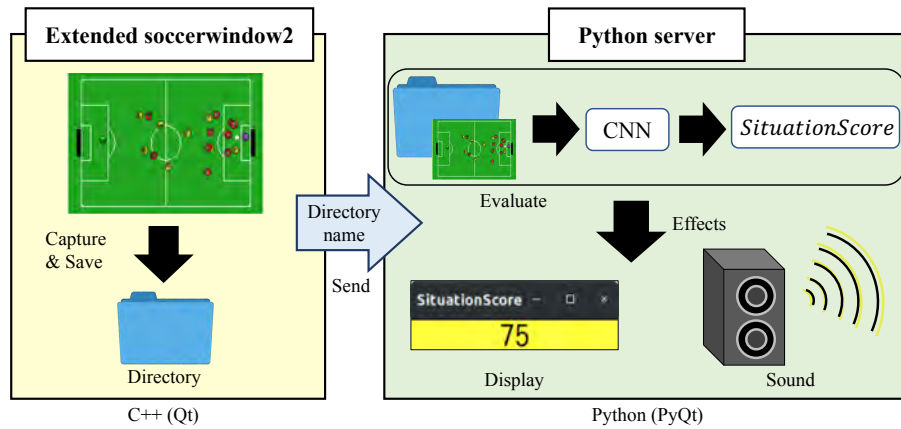 Extended soccerwindow2
Capture
& Save
Directory
C++ (Qt)
Directory
name
Send
Python server
CNN
SituationScore
Evaluate
Effects
SituationScore
75
Display
Sound
Python (PyQt)